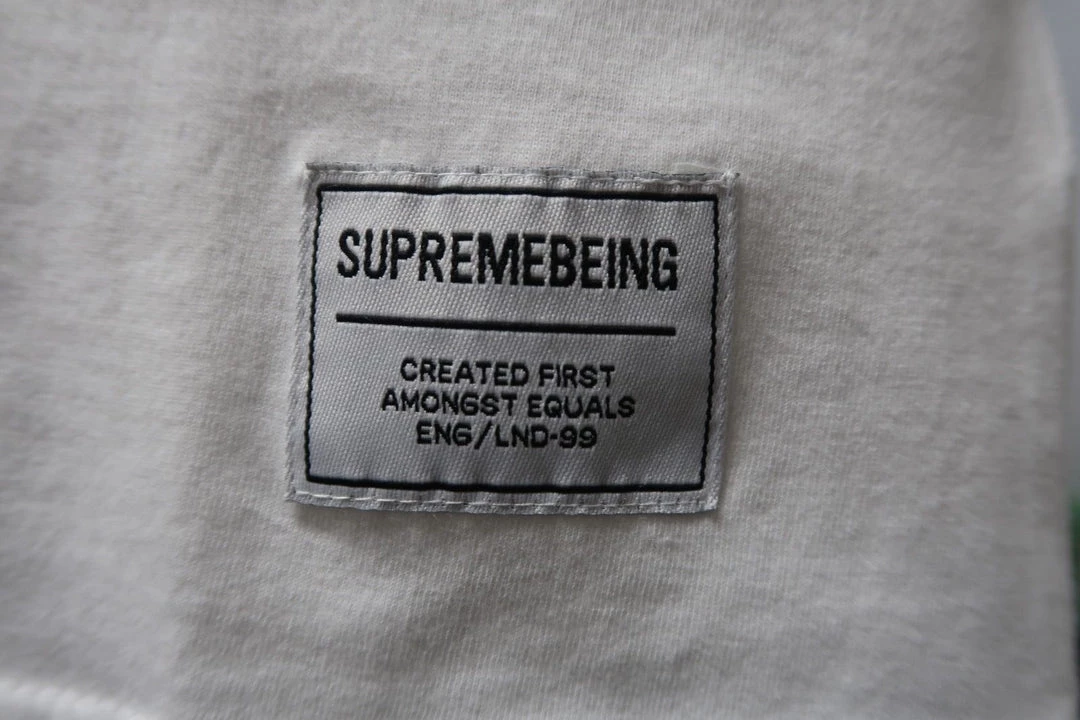 SUPREMEBEING
CREATED FIRST
AMONGST EQUALS
ENG/LND-99